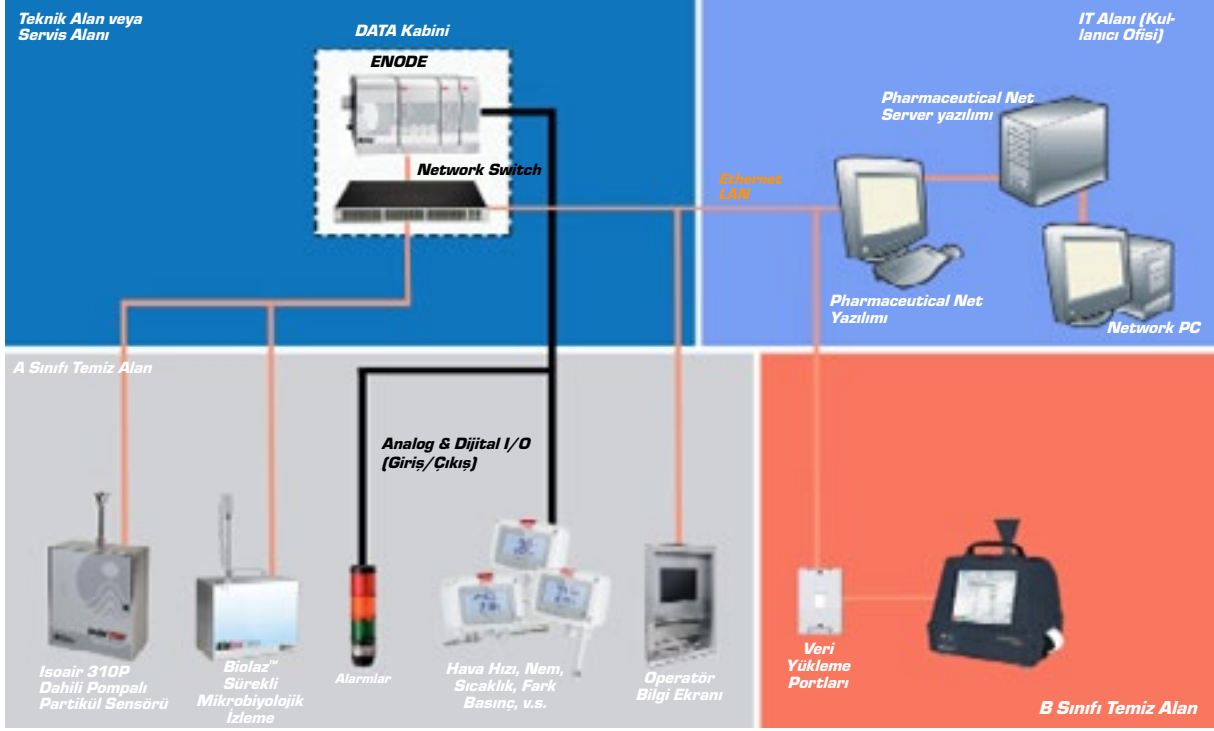 Teknik Alan veya
Servis Alanı
DATA Kabini
ENODE
Network Switch
IT Alanı (Kul-
lanıcı Ofisi)
Pharmaceutical Net
Server yazılımı
Ethernet
LAN
Pharmaceutical Net
Yazılımı
Network PC
A Sınıfı Temiz Alan
Analog & Dijital I/O
(Giriş/Çıkış)
Isoair 310P
Dahili Pompalı
Partikül Sensörü
Biolaz™
Sürekli
Mikrobiyolojik
İzleme
Alarmlar
Hava Hızı, Nem,
Sıcaklık, Fark
Basınç, v.s.
Operatör
Bilgi Ekranı
Veri
Yükleme
Portları
B Sınıfı Temiz Alan